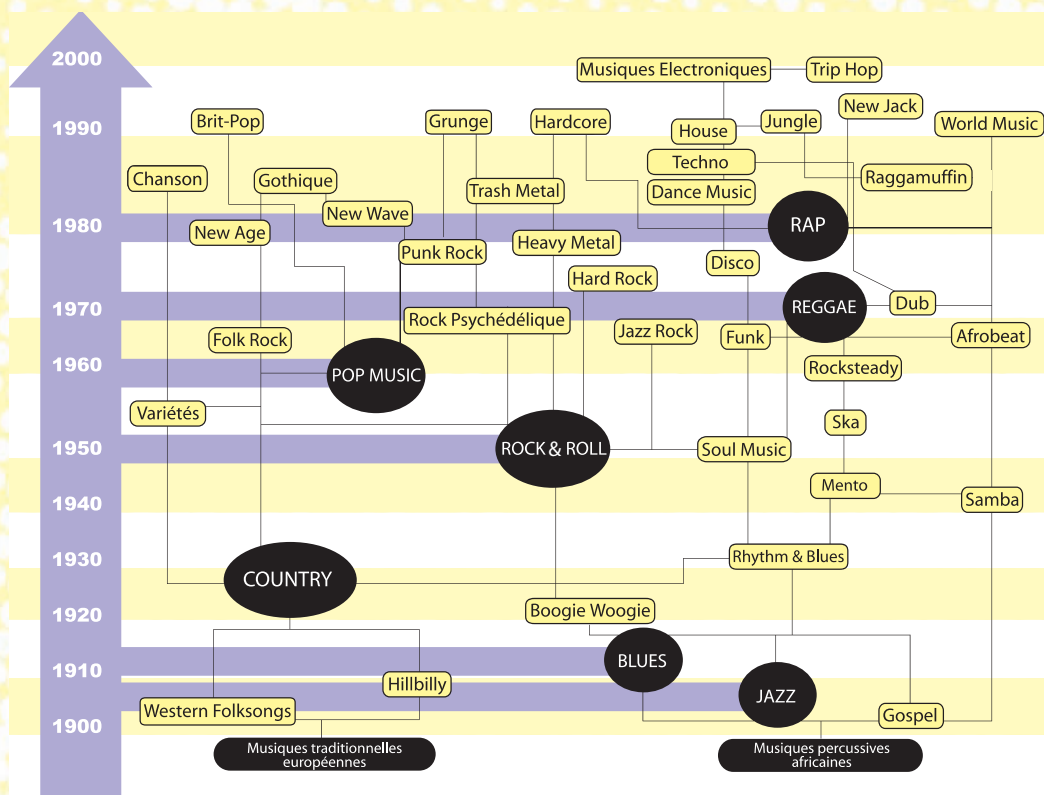 2000
Musiques Electroniques
Trip Hop
New Jack
Brit-Pop
Grunge
Hardcore
Jungle
1990
House
World Music
Techno
Chanson
Gothique
Trash Metal
Dance Music
Raggamuffin
New Wave
1980
New Age
RAP
Punk Rock
Heavy Metal
Disco
Hard Rock
1970
REGGAE
Dub
Rock Psychédélique
Jazz Rock
Folk Rock
Funk
Afrobeat
1960
POP MUSIC
Rocksteady
Variétés
Ska
1950
ROCK & ROLL
Soul Music
Mento
1940
Samba
1930
Rhythm & Blues
COUNTRY
1920
Boogie Woogie
1910
BLUES
Hillbilly
JAZZ
Western Folksongs
Gospel
1900
Musiques traditionnelles
européennes
Musiques percussives
africaines